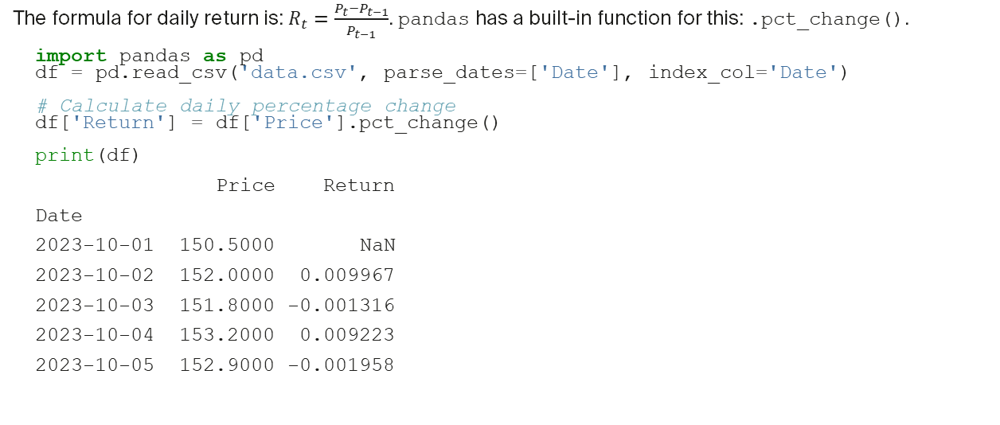 The formula for daily return is: R_t = (P_t−P_{t−1})/P_{t−1}. pandas has a built-in function for this: .pct_change().
import pandas as pd
df = pd.read_csv('data.csv', parse_dates=['Date'], index_col='Date')
# Calculate daily percentage change
df['Return'] = df['Price'].pct_change()
print(df)
Price    Return
Date
2023-10-01  150.5000       NaN
2023-10-02  152.0000  0.009967
2023-10-03  151.8000 -0.001316
2023-10-04  153.2000  0.009223
2023-10-05  152.9000 -0.001958